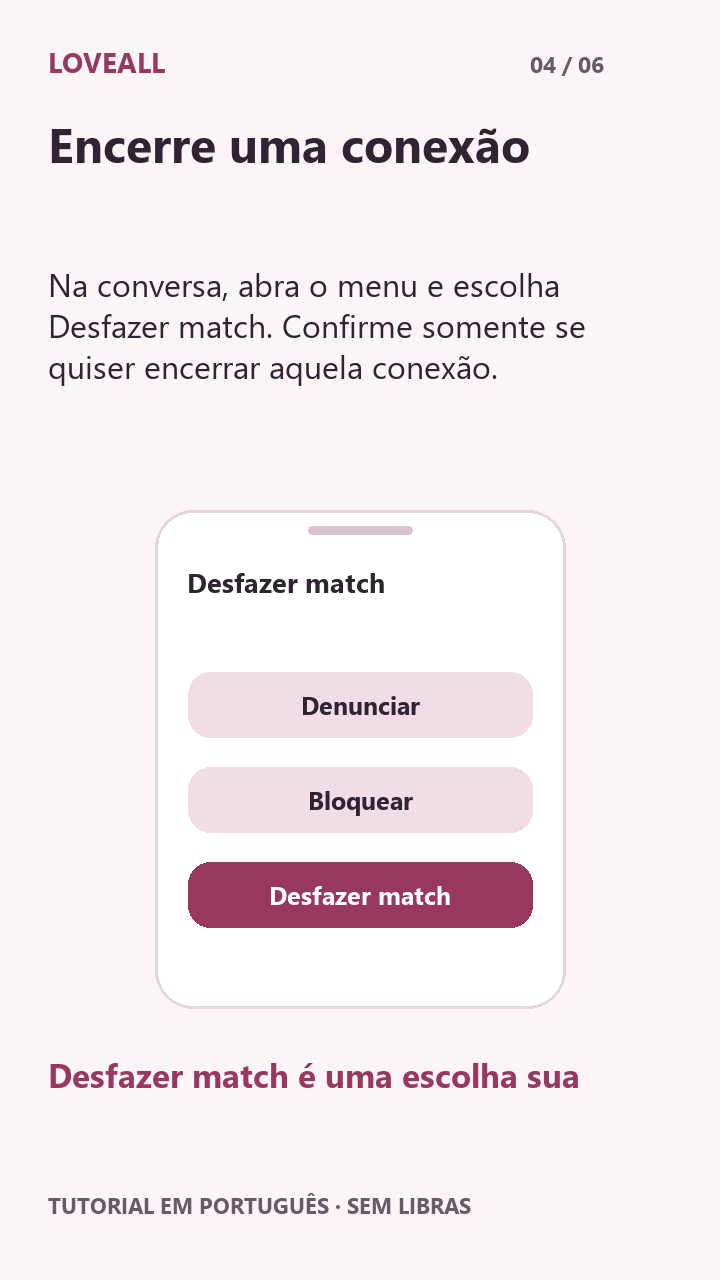 LOVEALL
04 / 06
Encerre uma conexão
Na conversa, abra o menu e escolha
Desfazer match. Confirme somente se
quiser encerrar aquela conexão.
Desfazer match
Denunciar
Bloquear
Desfazer match
Desfazer match é uma escolha sua
TUTORIAL EM PORTUGUÊS · SEM LIBRAS